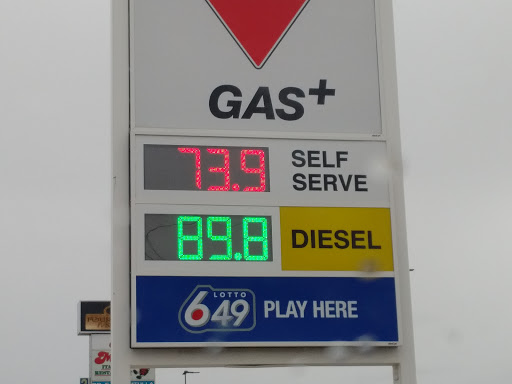 GAS+
73.9
SELF
SERVE
89.8
DIESEL
LOTTO
649
PLAY HERE